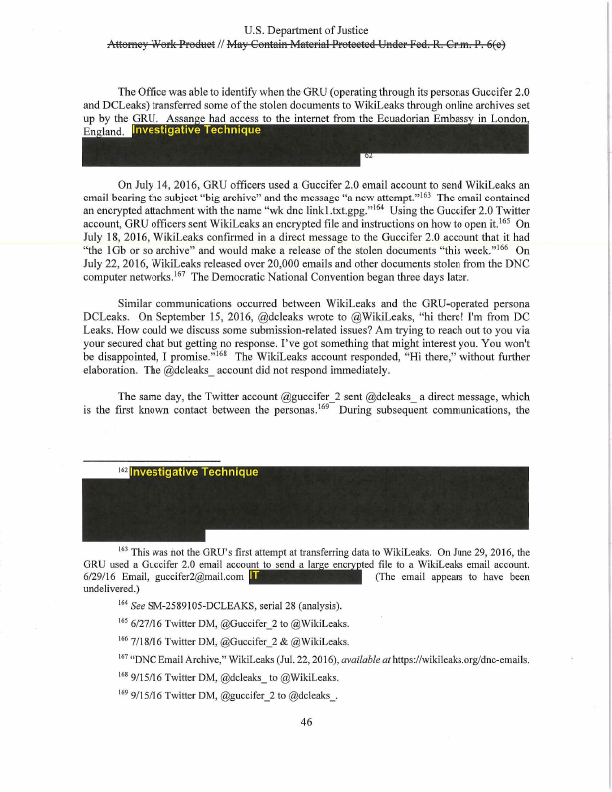 U.S. Department of Justice
Attorney Work Product // May Contain Material Protected Under Fed. R. Crim. P. 6(e)
The Office was able to identify when the GRU (operating through its personas Guccifer 2.0
and DCLeaks) transferred some of the stolen documents to WikiLeaks through online archives set
up by the GRU. Assange had access to the internet from the Ecuadorian Embassy in London,
England. Investigative Technique
62
On July 14, 2016, GRU officers used a Guccifer 2.0 email account to send WikiLeaks an
email bearing the subject "big archive" and the message "a new attempt."163 The email contained
an encrypted attachment with the name "wk dnc link1.txt.gpg."164 Using the Guccifer 2.0 Twitter
account, GRU officers sent WikiLeaks an encrypted file and instructions on how to open it.165 On
July 18, 2016, WikiLeaks confirmed in a direct message to the Guccifer 2.0 account that it had
"the 1Gb or so archive" and would make a release of the stolen documents "this week."166 On
July 22, 2016, WikiLeaks released over 20,000 emails and other documents stolen from the DNC
computer networks.167 The Democratic National Convention began three days later.
Similar communications occurred between WikiLeaks and the GRU-operated persona
DCLeaks. On September 15, 2016, @dcleaks wrote to @WikiLeaks, "hi there! I'm from DC
Leaks. How could we discuss some submission-related issues? Am trying to reach out to you via
your secured chat but getting no response. I've got something that might interest you. You won't
be disappointed, I promise."168 The WikiLeaks account responded, "Hi there," without further
elaboration. The @dcleaks_ account did not respond immediately.
The same day, the Twitter account @guccifer_2 sent @dcleaks_ a direct message, which
is the first known contact between the personas.169 During subsequent communications, the
162 Investigative Technique
163 This was not the GRU's first attempt at transferring data to WikiLeaks. On June 29, 2016, the
GRU used a Guccifer 2.0 email account to send a large encrypted file to a WikiLeaks email account.
6/29/16 Email, guccifer2@mail.com IT (The email appears to have been
undelivered.)
164 See SM-2589105-DCLEAKS, serial 28 (analysis).
165 6/27/16 Twitter DM, @Guccifer_2 to @WikiLeaks.
166 7/18/16 Twitter DM, @Guccifer_2 & @WikiLeaks.
167 "DNC Email Archive," WikiLeaks (Jul. 22, 2016), available at https://wikileaks.org/dnc-emails.
168 9/15/16 Twitter DM, @dcleaks_ to @WikiLeaks.
169 9/15/16 Twitter DM, @guccifer_2 to @dcleaks_.
46